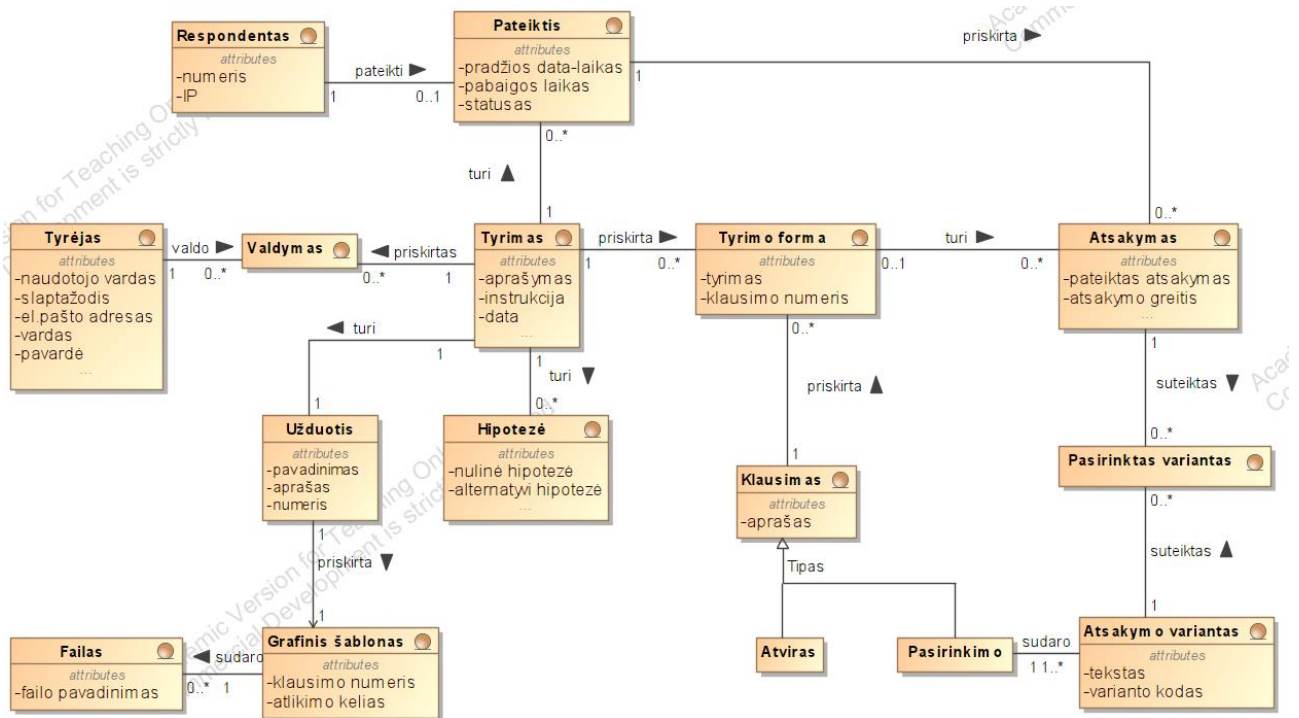 Respondentas
attributes
-numeris
-IP
pateikti
1
0..1
Pateiktis
attributes
-pradžios data-laikas
-pabaigos laikas
-statusas
1
priskirta
0..*
0..*
turi
1
Tyrėjas
attributes
-naudotojo vardas
-slaptažodis
-el.pašto adresas
-vardas
-pavardė
...
valdo
1
0..*
Valdymas
priskirtas
0..*
1
Tyrimas
attributes
-aprašymas
-instrukcija
-data
...
priskirta
1
0..*
Tyrimo forma
attributes
-tyrimas
-klausimo numeris
turi
0..1
0..*
Atsakymas
attributes
-pateiktas atsakymas
-atsakymo greitis
...
turi
1
1
1
turi
0..*
0..*
priskirta
1
1
suteiktas
0..*
Užduotis
attributes
-pavadinimas
-aprašas
-numeris
Hipotezė
attributes
-nulinė hipotezė
-alternatyvi hipotezė
...
Klausimas
attributes
-aprašas
Pasirinktas variantas
0..*
suteiktas
1
1
priskirta
1
Tipas
Failas
attributes
-failo pavadinimas
sudaro
0..*
1
Grafinis šablonas
attributes
-klausimo numeris
-atlikimo kelias
Atviras
Pasirinkimo
sudaro
1 1..*
Atsakymo variantas
attributes
-tekstas
-varianto kodas